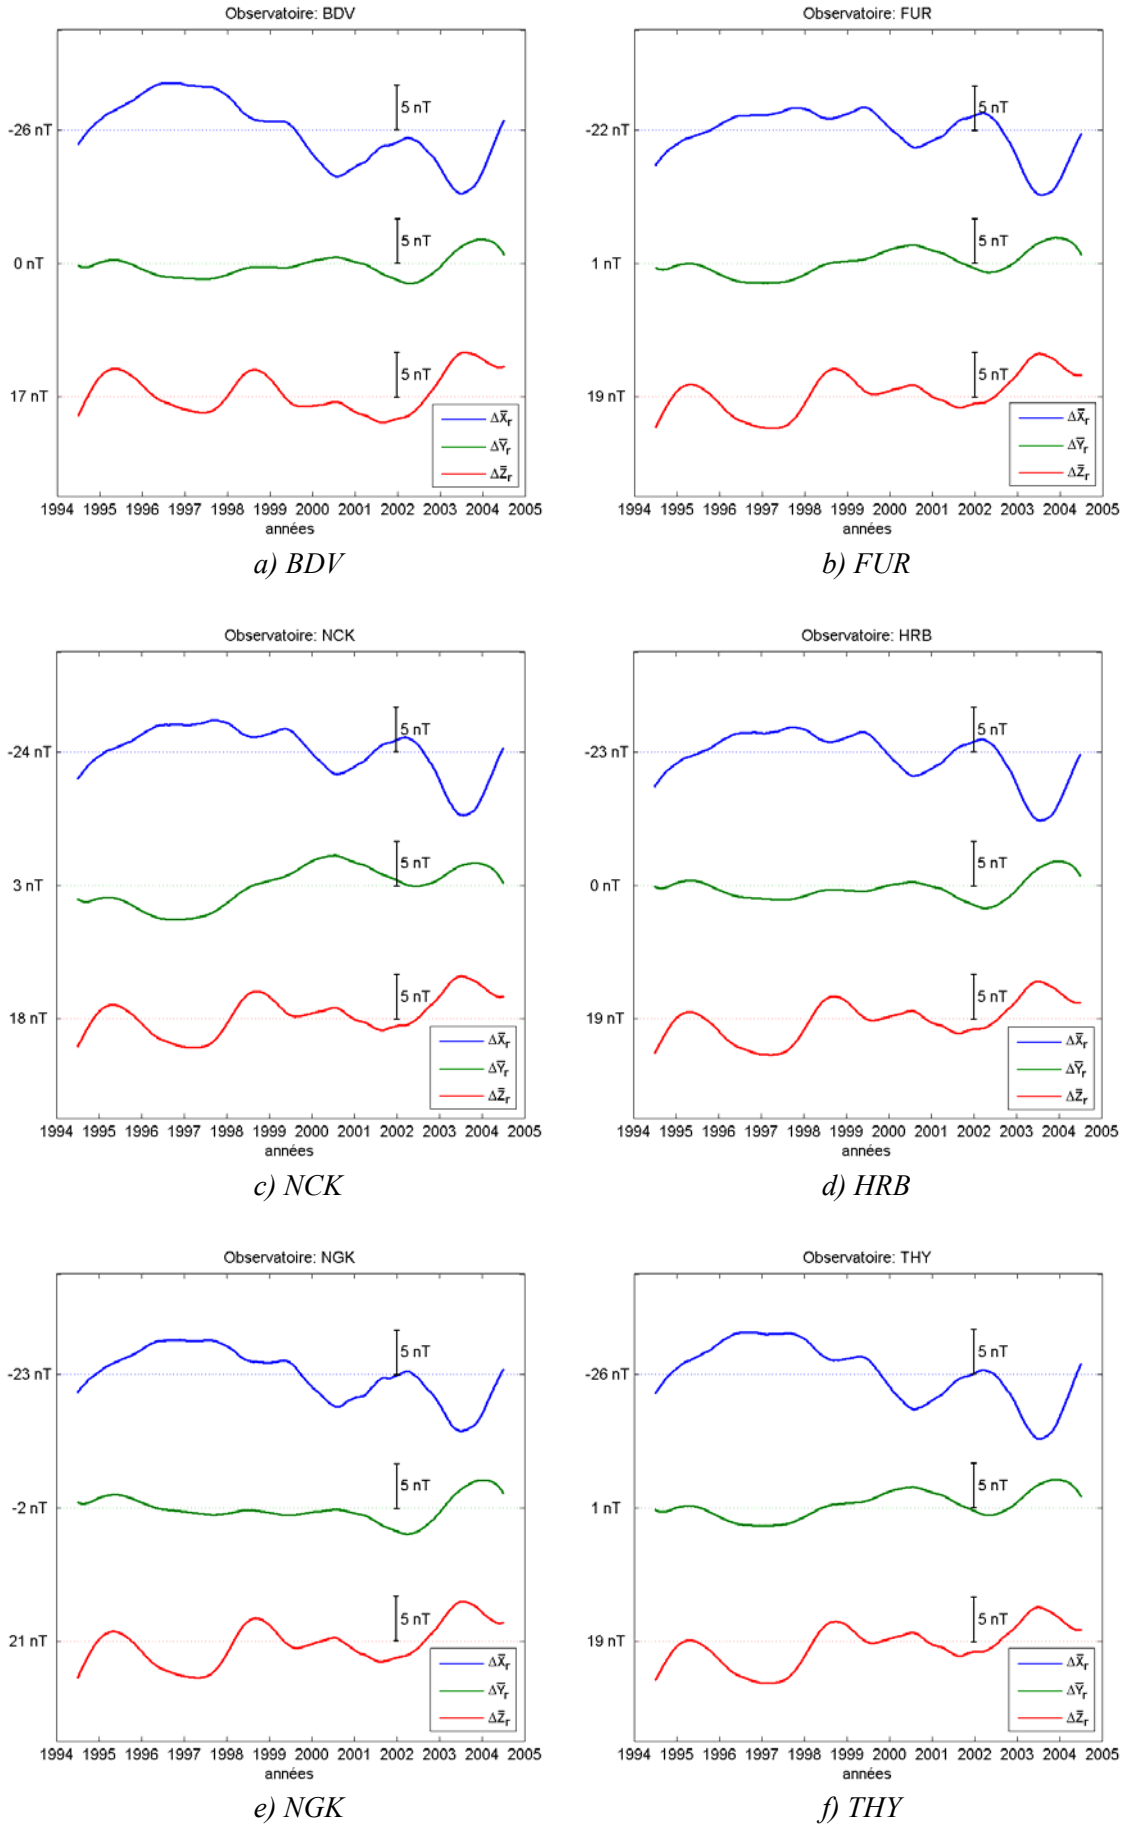 Observatoire: BDV
-26 nT
5 nT
0 nT
5 nT
17 nT
5 nT
ΔX̄r
ΔȲr
ΔZ̄r
1994 1995 1996 1997 1998 1999 2000 2001 2002 2003 2004 2005
années
a) BDV
Observatoire: FUR
-22 nT
5 nT
1 nT
5 nT
19 nT
5 nT
ΔX̄r
ΔȲr
ΔZ̄r
1994 1995 1996 1997 1998 1999 2000 2001 2002 2003 2004 2005
années
b) FUR
Observatoire: NCK
-24 nT
5 nT
3 nT
5 nT
18 nT
5 nT
ΔX̄r
ΔȲr
ΔZ̄r
1994 1995 1996 1997 1998 1999 2000 2001 2002 2003 2004 2005
années
c) NCK
Observatoire: HRB
-23 nT
5 nT
0 nT
5 nT
19 nT
5 nT
ΔX̄r
ΔȲr
ΔZ̄r
1994 1995 1996 1997 1998 1999 2000 2001 2002 2003 2004 2005
années
d) HRB
Observatoire: NGK
-23 nT
5 nT
-2 nT
5 nT
21 nT
5 nT
ΔX̄r
ΔȲr
ΔZ̄r
1994 1995 1996 1997 1998 1999 2000 2001 2002 2003 2004 2005
années
e) NGK
Observatoire: THY
-26 nT
5 nT
1 nT
5 nT
19 nT
5 nT
ΔX̄r
ΔȲr
ΔZ̄r
1994 1995 1996 1997 1998 1999 2000 2001 2002 2003 2004 2005
années
f) THY